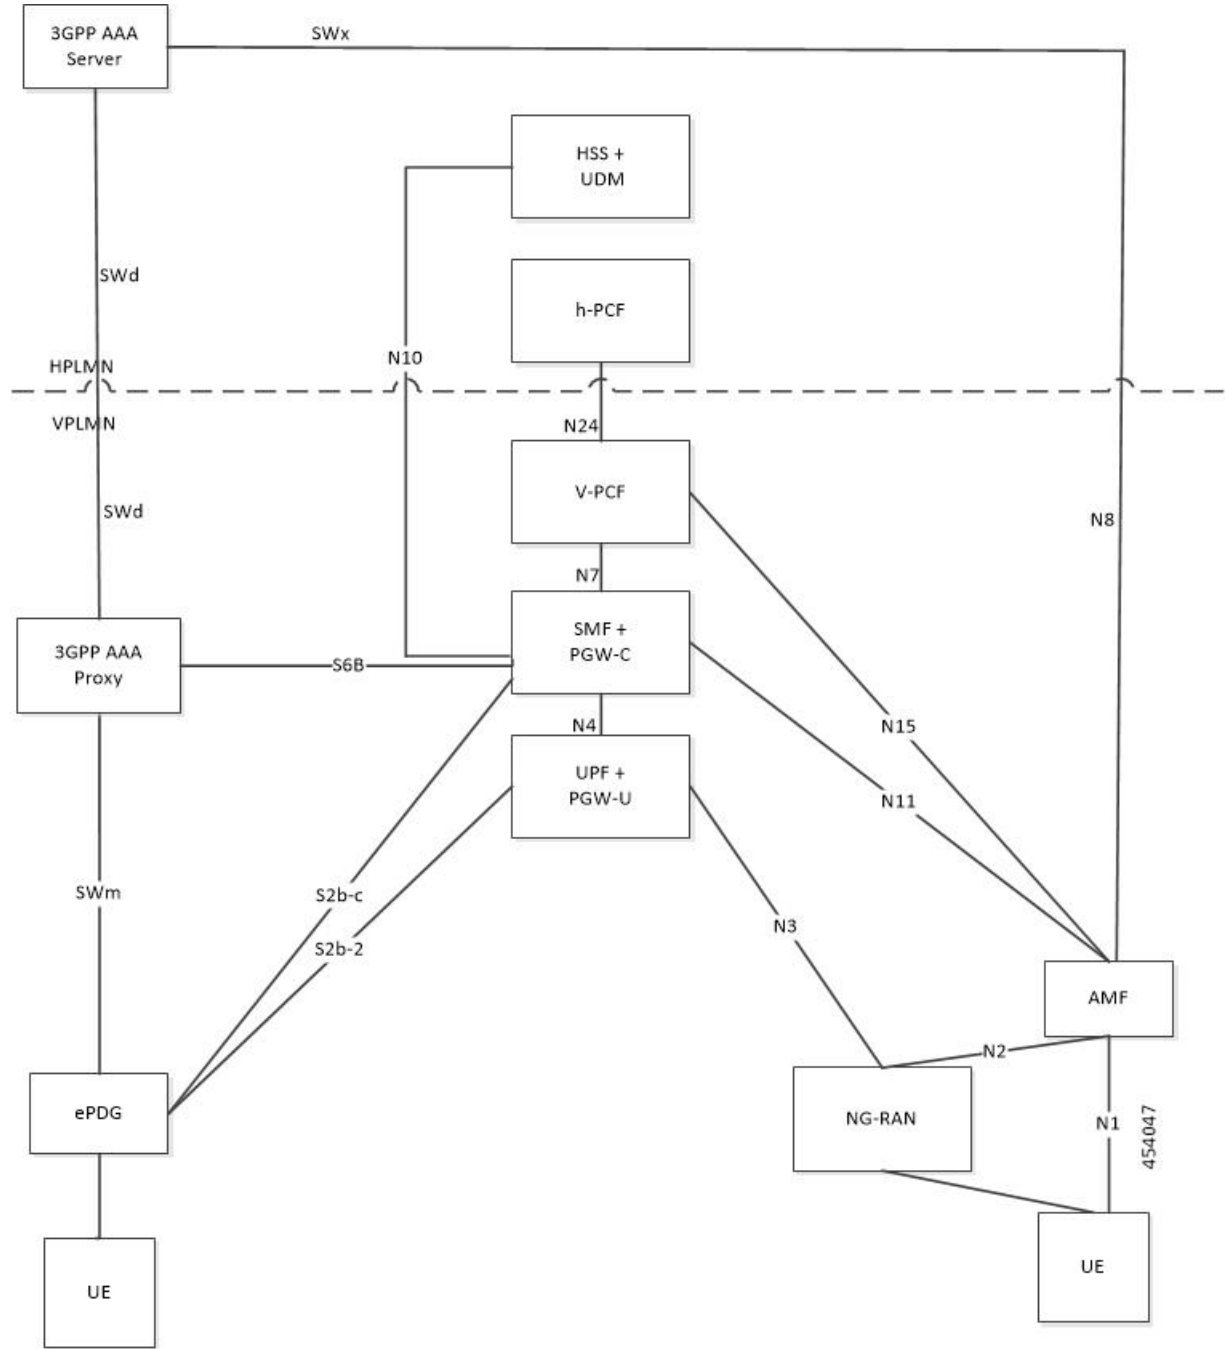 3GPP AAA
Server
SWx
HSS +
UDM
SWd
h-PCF
N10
HPLMN
VPLMN
N24
V-PCF
SWd
N8
N7
SMF +
PGW-C
3GPP AAA
Proxy
S6B
N4
N15
UPF +
PGW-U
N11
SWm
S2b-c
S2b-2
N3
AMF
N2
ePDG
NG-RAN
N1
454047
UE
UE